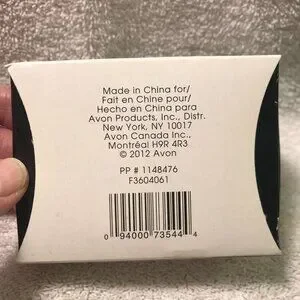 Made in China for/
Fait en Chine pour/
Hecho en China para
Avon Products, Inc., Distr.
New York, NY 10017
Avon Canada Inc.,
Montréal H9R 4R3
© 2012 Avon
PP # 1148476
F3604061
0 94000 73544 4